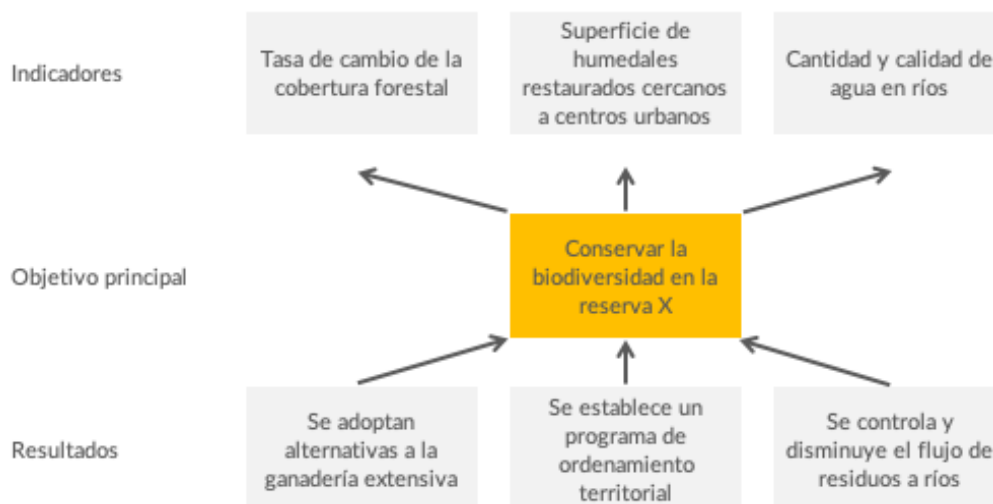 Indicadores
Tasa de cambio de la
cobertura forestal
Superficie de
humedales
restaurados cercanos
a centros urbanos
Cantidad y calidad de
agua en ríos
Objetivo principal
Conservar la
biodiversidad en la
reserva X
Resultados
Se adoptan
alternativas a la
ganadería extensiva
Se establece un
programa de
ordenamiento
territorial
Se controla y
disminuye el flujo de
residuos a ríos